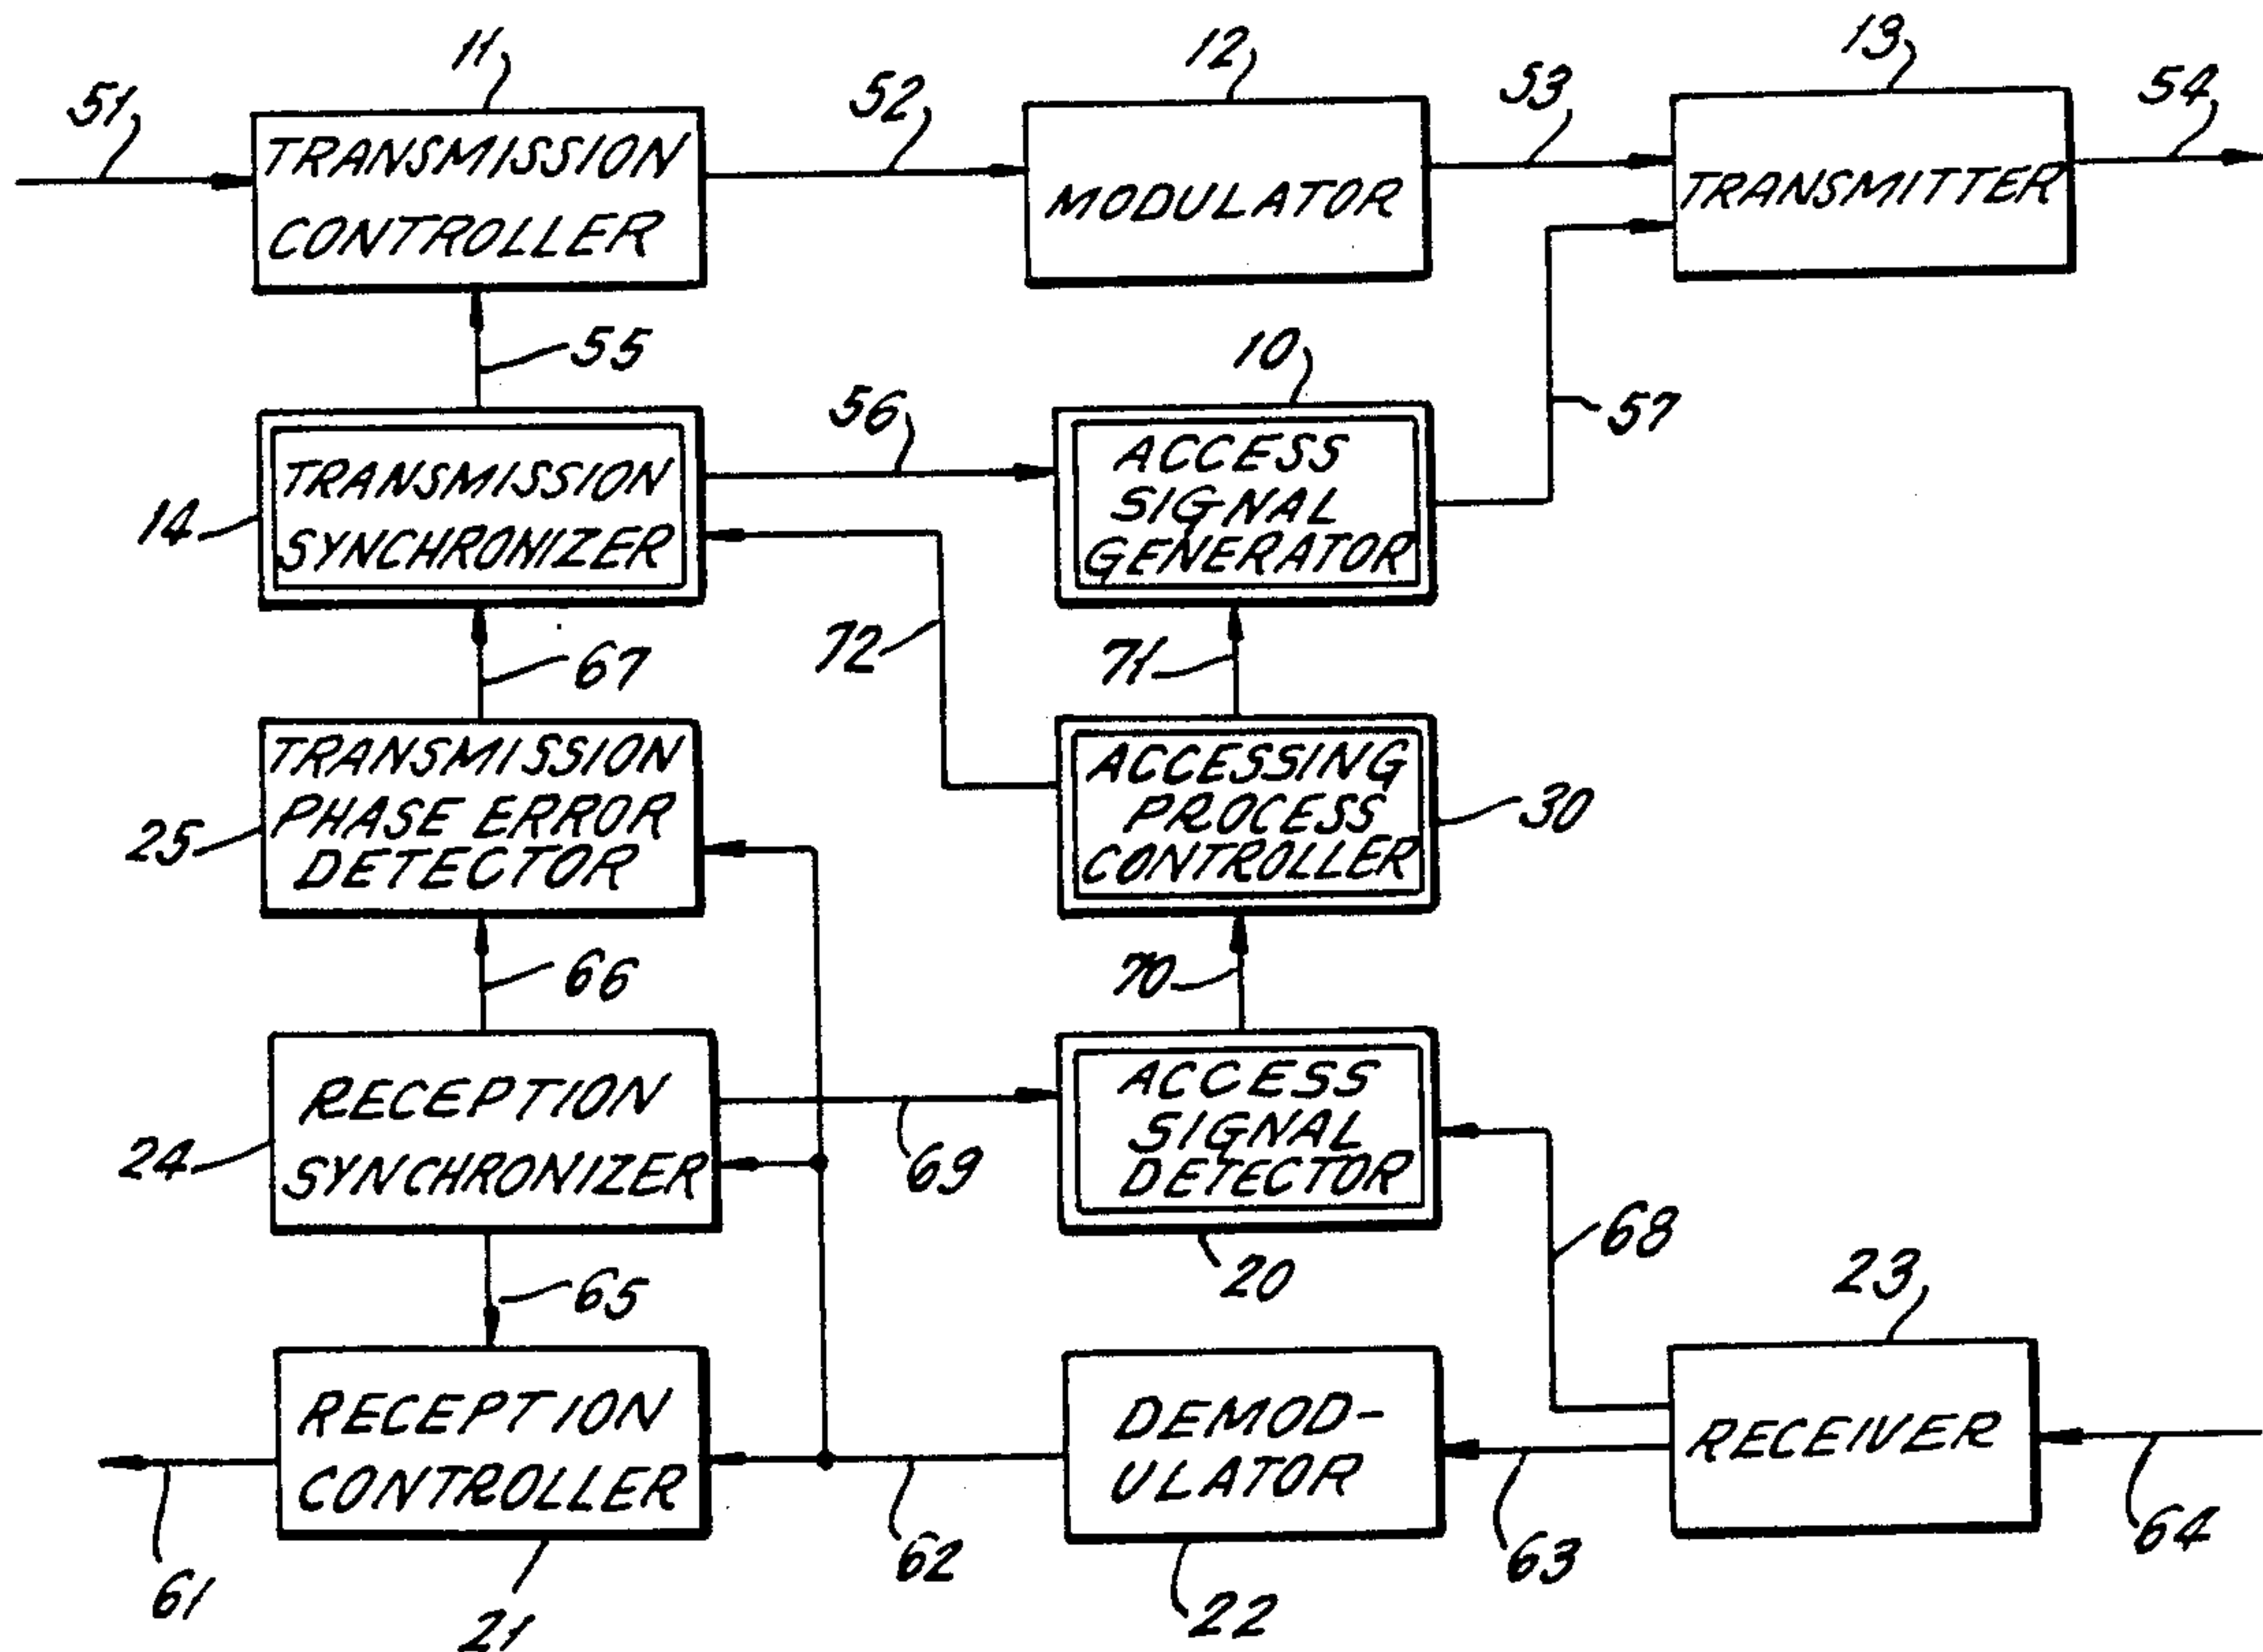 11
12
13
51
52
53
54
TRANSMISSION
CONTROLLER
MODULATOR
TRANSMITTER
55
10
56
57
14
TRANSMISSION
SYNCHRONIZER
ACCESS
SIGNAL
GENERATOR
67
72
71
25
TRANSMISSION
PHASE ERROR
DETECTOR
ACCESSING
PROCESS
CONTROLLER
30
66
70
24
RECEPTION
SYNCHRONIZER
69
ACCESS
SIGNAL
DETECTOR
68
20
23
65
RECEPTION
CONTROLLER
DEMOD-
ULATOR
RECEIVER
61
21
62
22
63
64